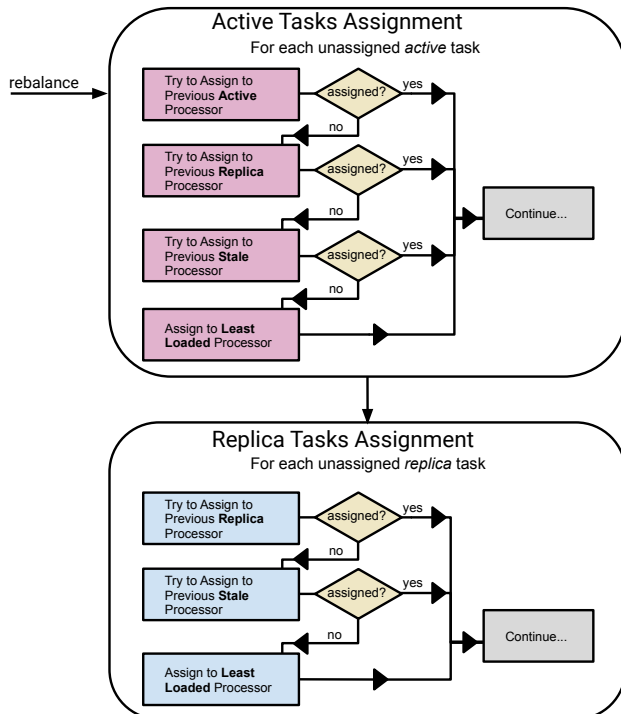 Active Tasks Assignment
For each unassigned active task
rebalance
Try to Assign to
Previous Active
Processor
assigned?
yes
no
Try to Assign to
Previous Replica
Processor
assigned?
yes
no
Continue...
Try to Assign to
Previous Stale
Processor
assigned?
yes
no
Assign to Least
Loaded Processor
Replica Tasks Assignment
For each unassigned replica task
Try to Assign to
Previous Replica
Processor
assigned?
yes
no
Try to Assign to
Previous Stale
Processor
assigned?
yes
no
Continue...
Assign to Least
Loaded Processor